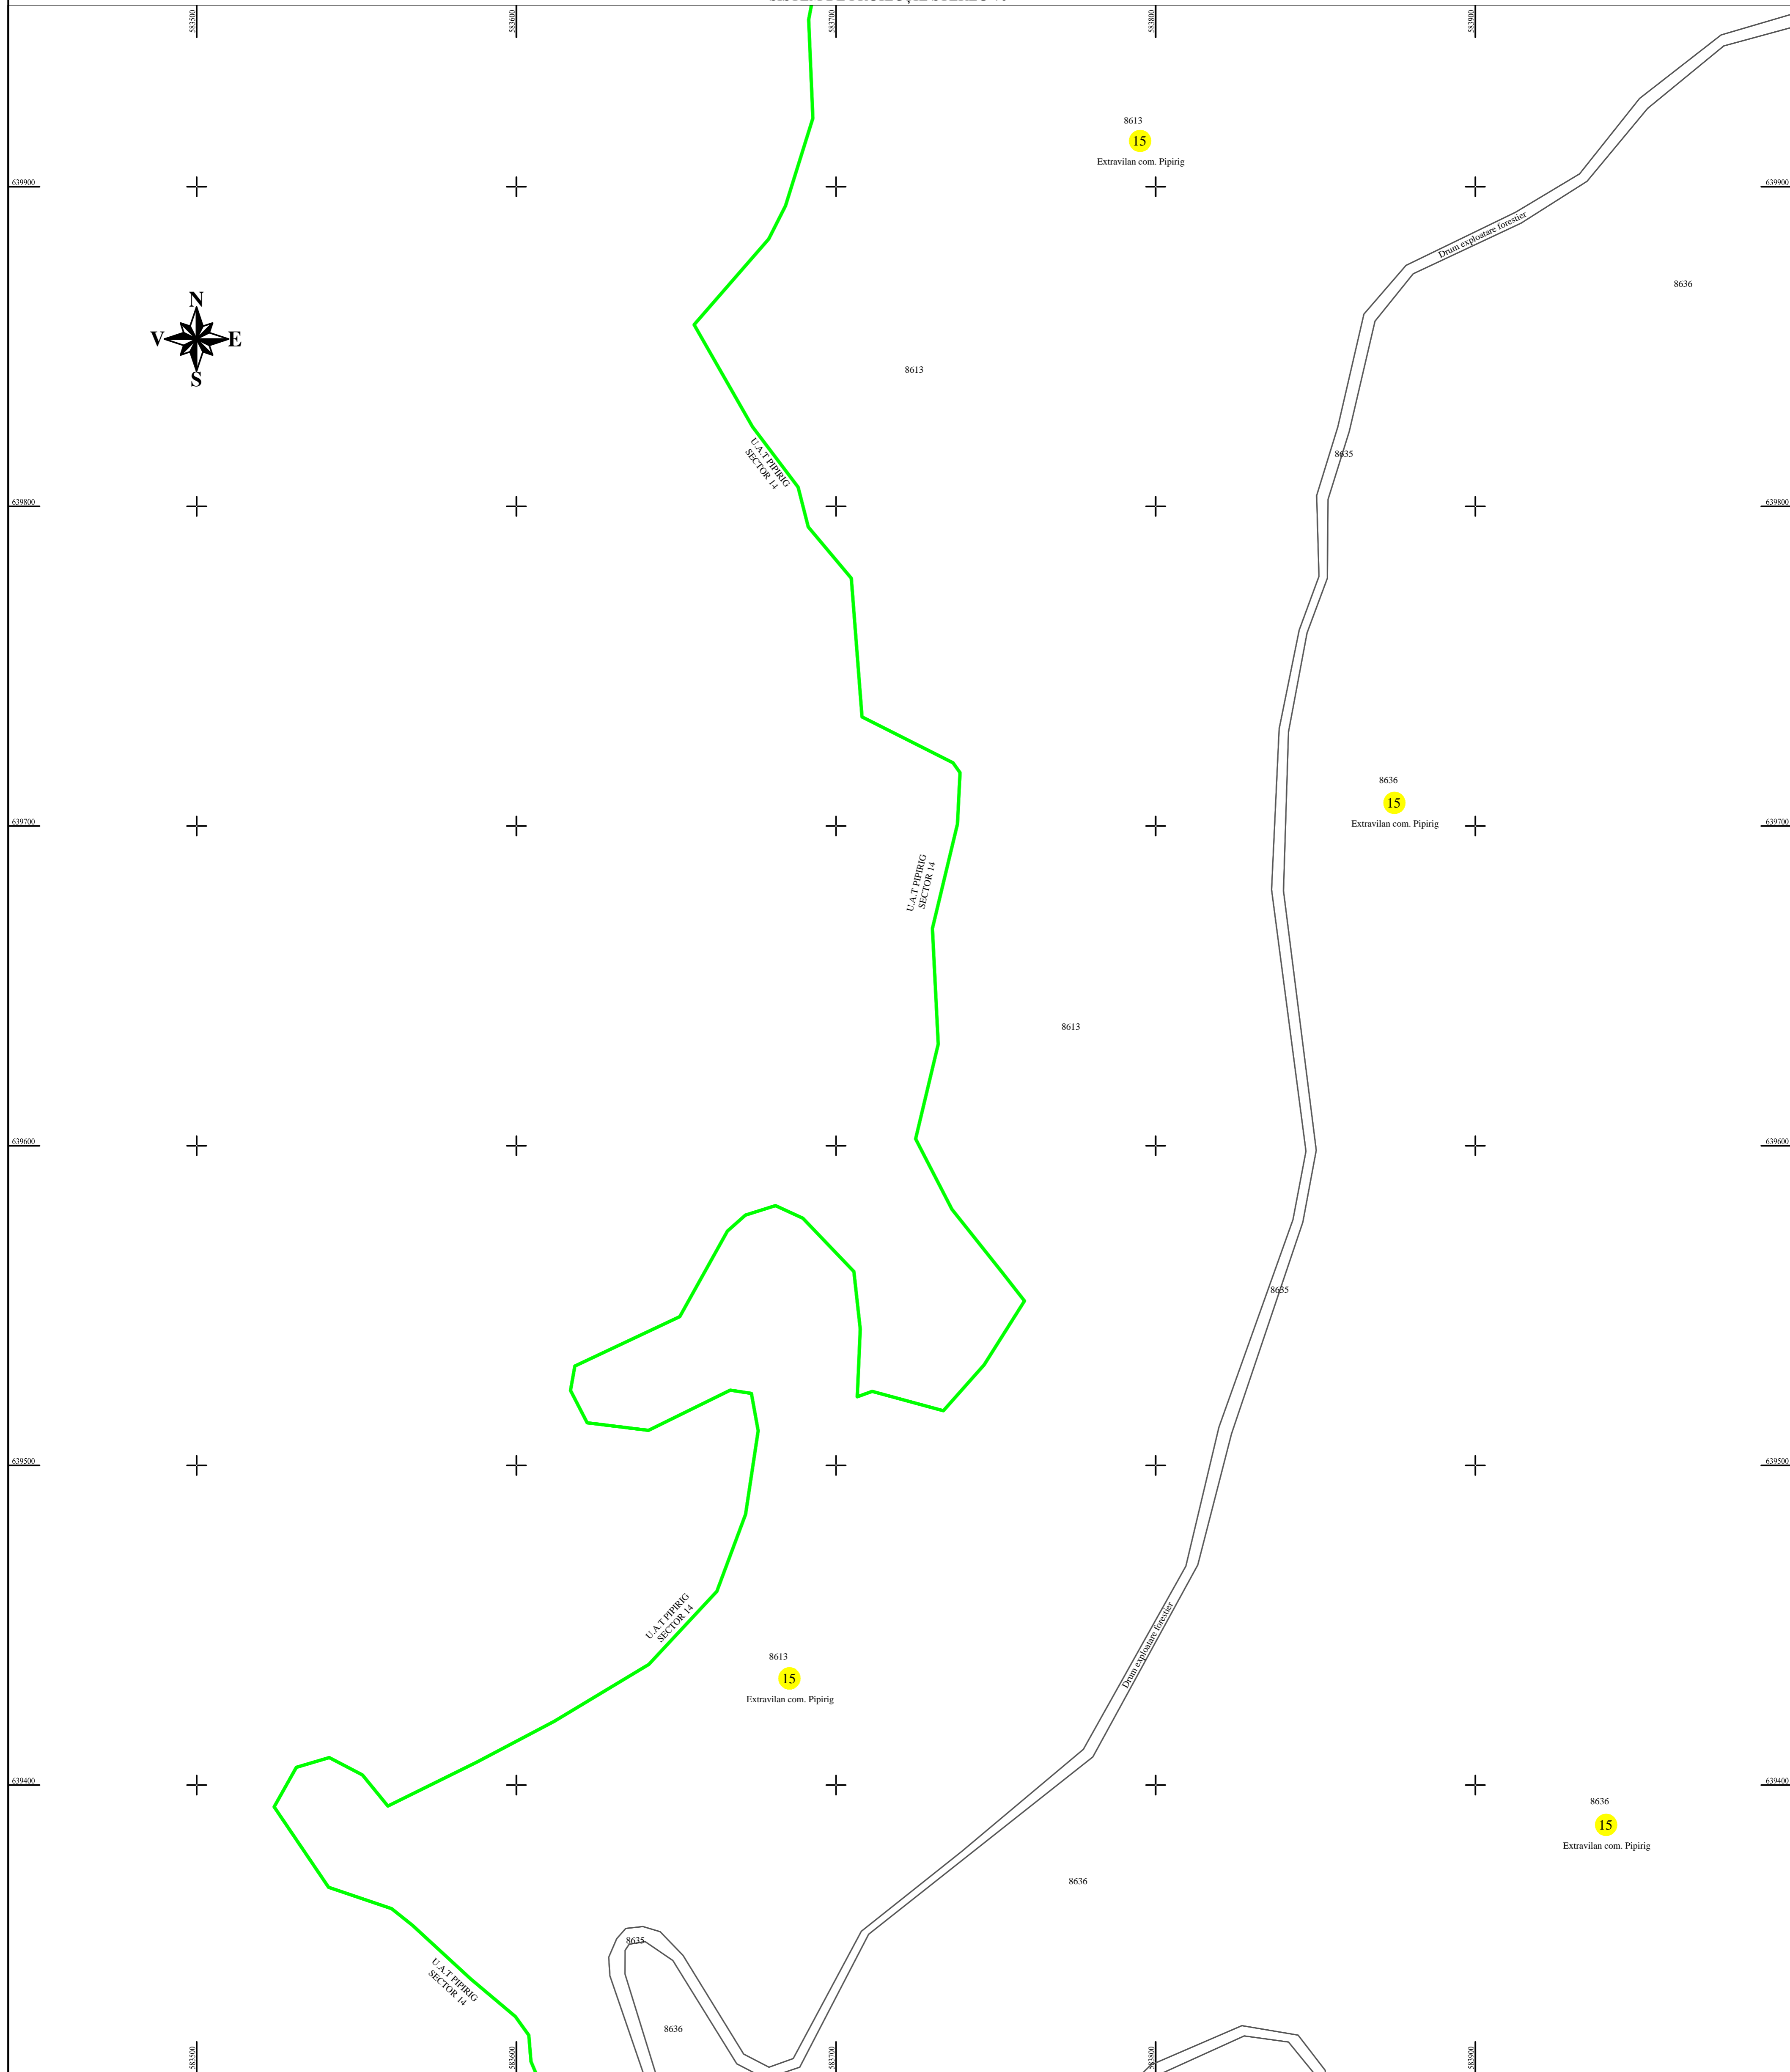 583500
583600
583700
583800
583900
8613
15
Extravilan com. Pipirig
639900
639900
Drum exploatare forestier
8636
N
V
E
S
8613
U.A.T PIPIRIG
SECTOR 14
8635
639800
639800
8636
15
Extravilan com. Pipirig
639700
639700
U.A.T PIPIRIG
SECTOR 14
8613
639600
639600
8635
639500
639500
U.A.T PIPIRIG
SECTOR 14
Drum exploatare forestier
8613
15
Extravilan com. Pipirig
639400
639400
8636
15
Extravilan com. Pipirig
8636
8635
U.A.T PIPIRIG
SECTOR 14
8636
583500
583600
583700
583800
583900